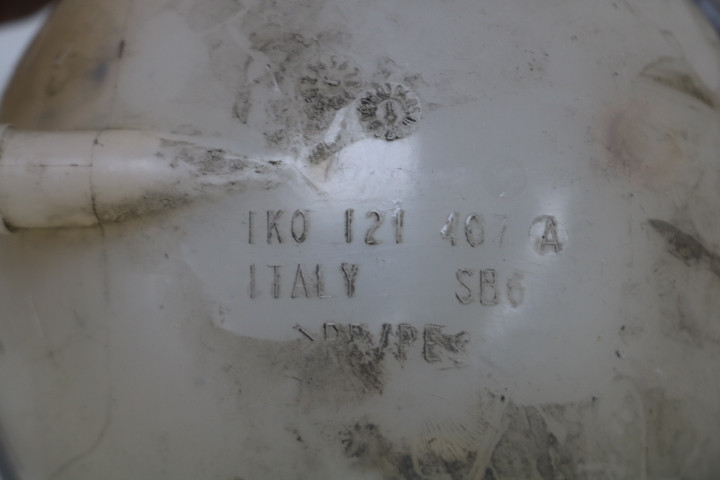 1K0 121 407 A
ITALY SB6
>PP/PE<